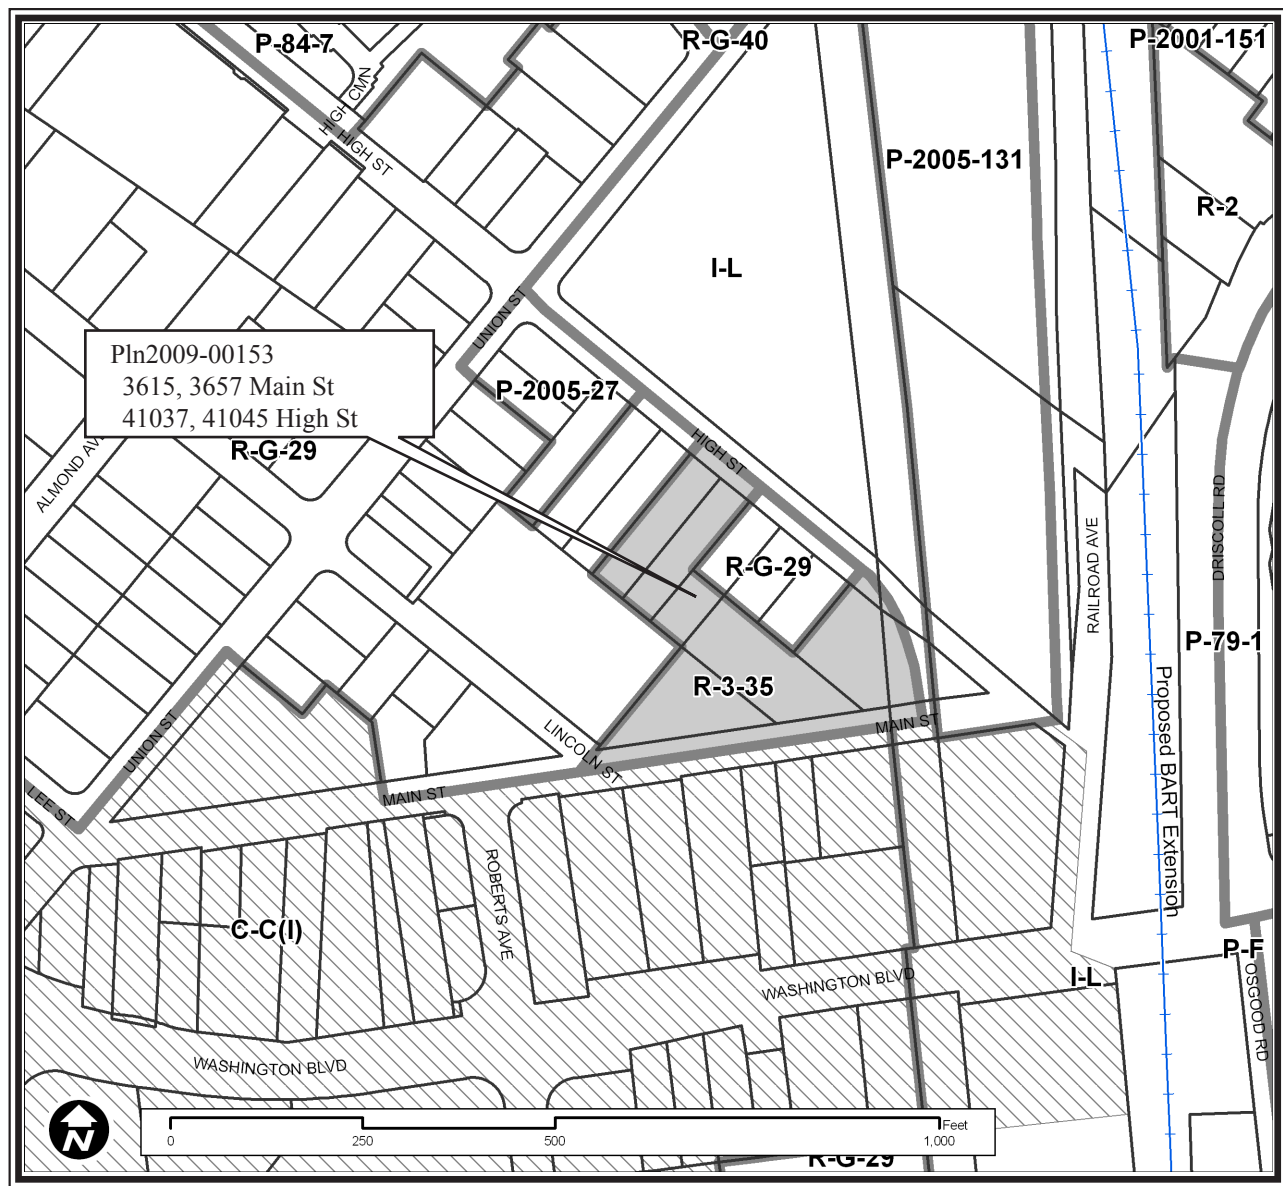 P-84-7
R-G-40
P-2001-151
HIGH CMN
HIGH ST
P-2005-131
R-2
I-L
UNION ST
Pln2009-00153
3615, 3657 Main St
41037, 41045 High St
P-2005-27
R-G-29
ALMOND AVE
HIGH ST
DRISCOLL RD
RAILROAD AVE
R-G-29
P-79-1
R-3-35
Proposed BART Extension
MAIN ST
LINCOLN ST
UNION ST
LEE ST
MAIN ST
ROBERTS AVE
C-C(I)
P-F
I-L
OSGOOD RD
WASHINGTON BLVD
WASHINGTON BLVD
N
Feet
0 250 500 1,000
R-G-29